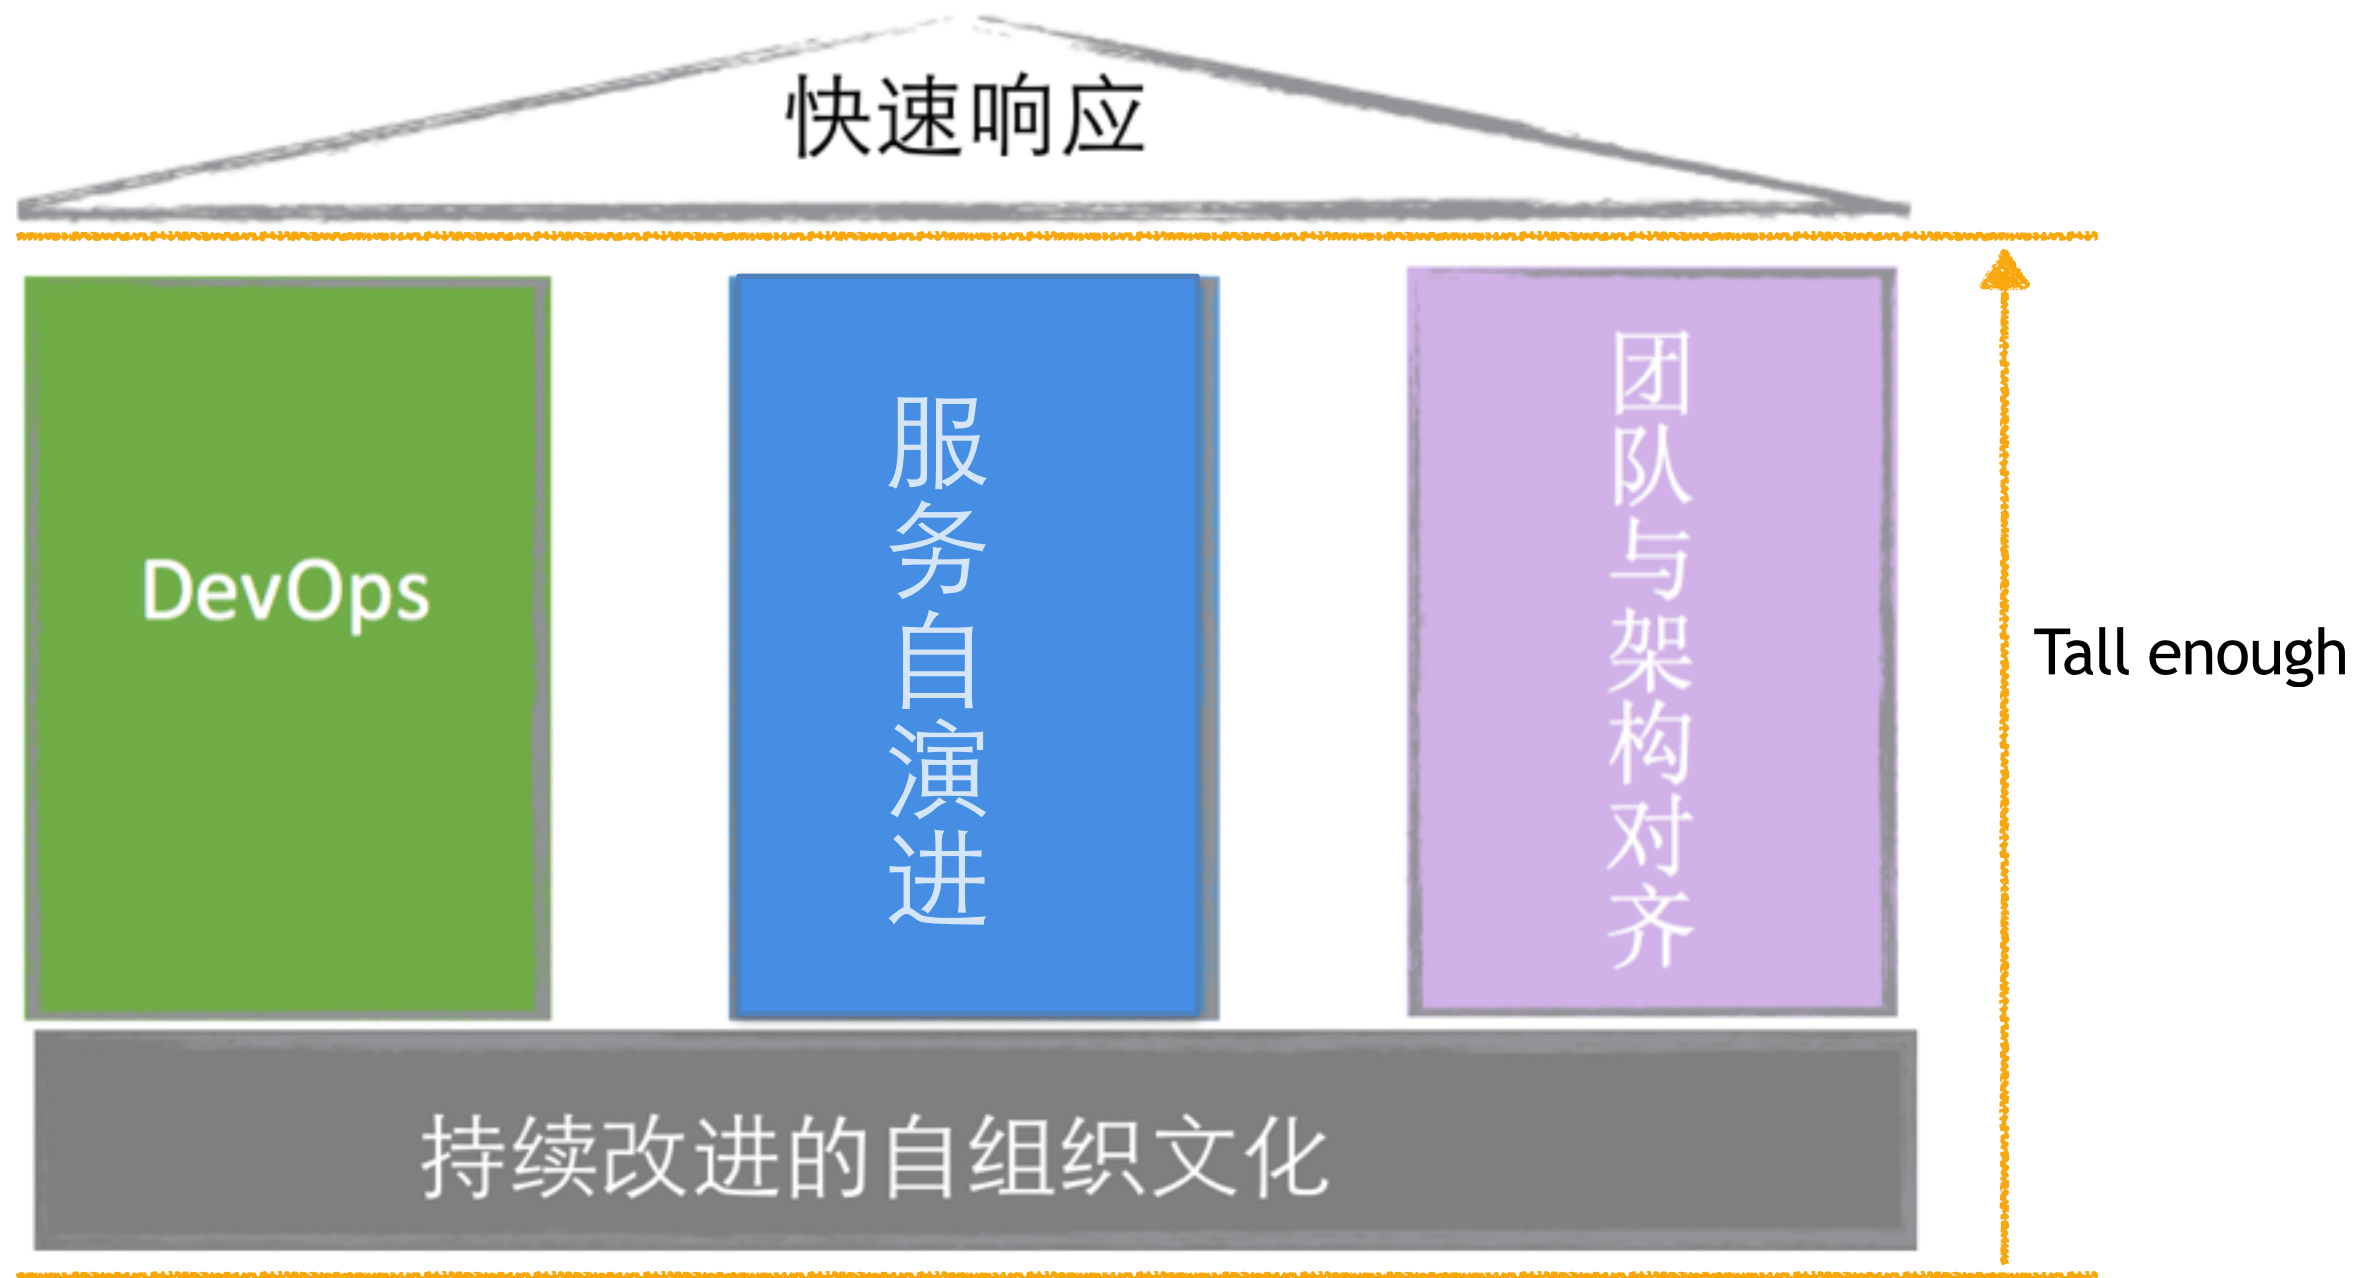 快速响应
DevOps
服务自演进
团队与架构对齐
Tall enough
持续改进的自组织文化